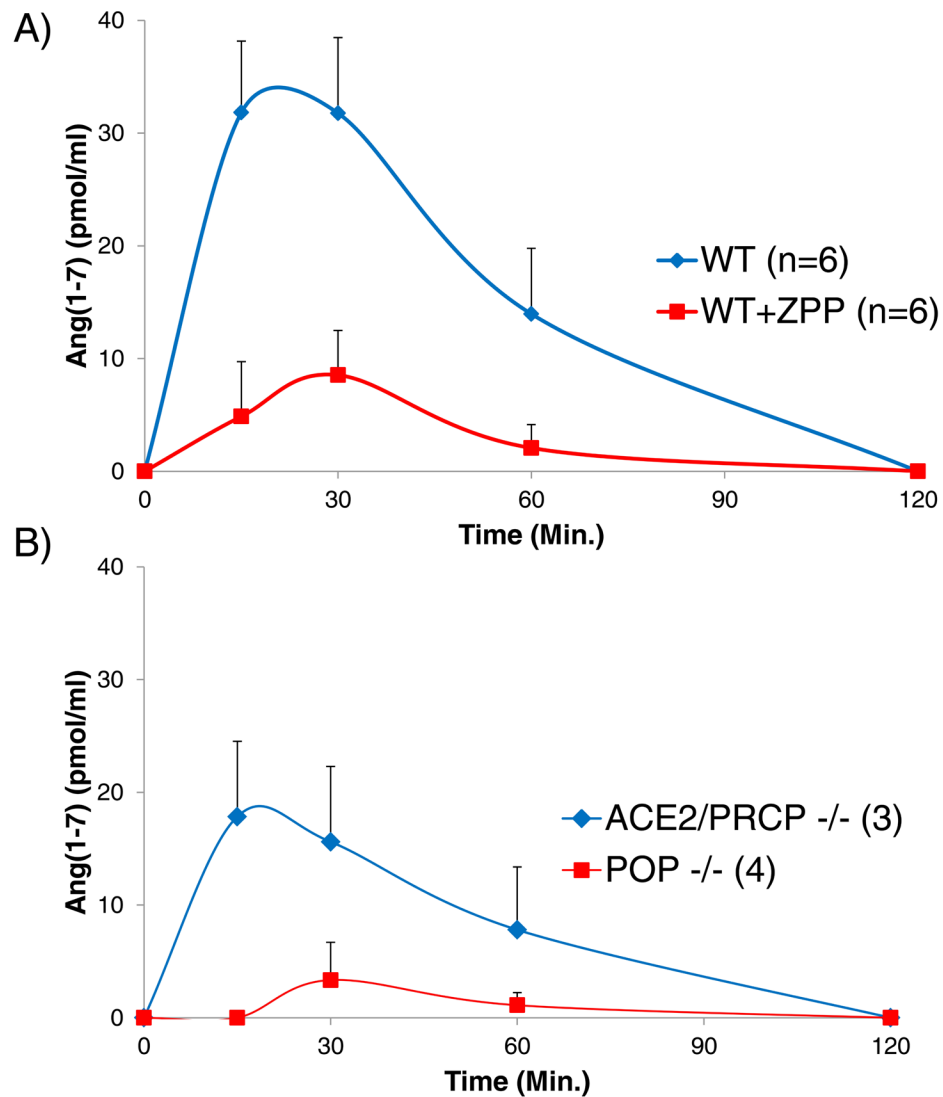 A)
Ang(1-7) (pmol/ml)
40
30
20
10
0
WT (n=6)
WT+ZPP (n=6)
0 30 60 90 120
Time (Min.)
B)
Ang(1-7) (pmol/ml)
40
30
20
10
0
ACE2/PRCP -/- (3)
POP -/- (4)
0 30 60 90 120
Time (Min.)